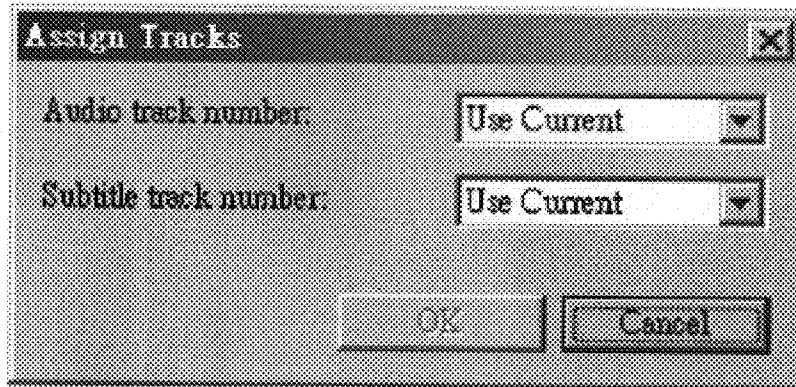 Assign Tracks
Audio track number: Use Current
Subtitle track number: Use Current
OK Cancel